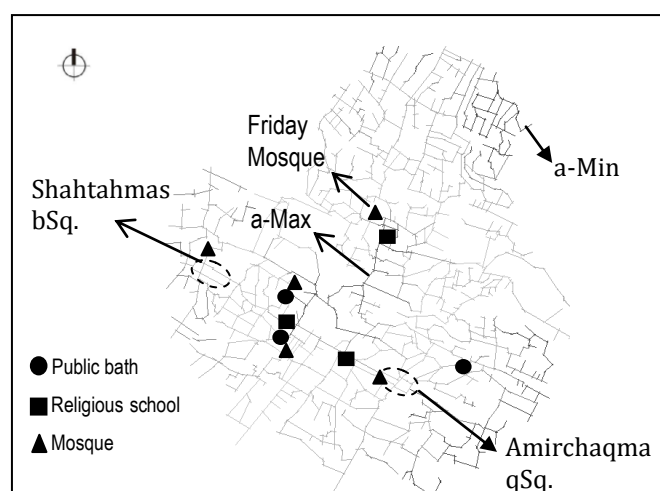 Friday
Mosque
a-Min
Shahtahmas
bSq.
a-Max
Public bath
Religious school
Mosque
Amirchaqma
qSq.